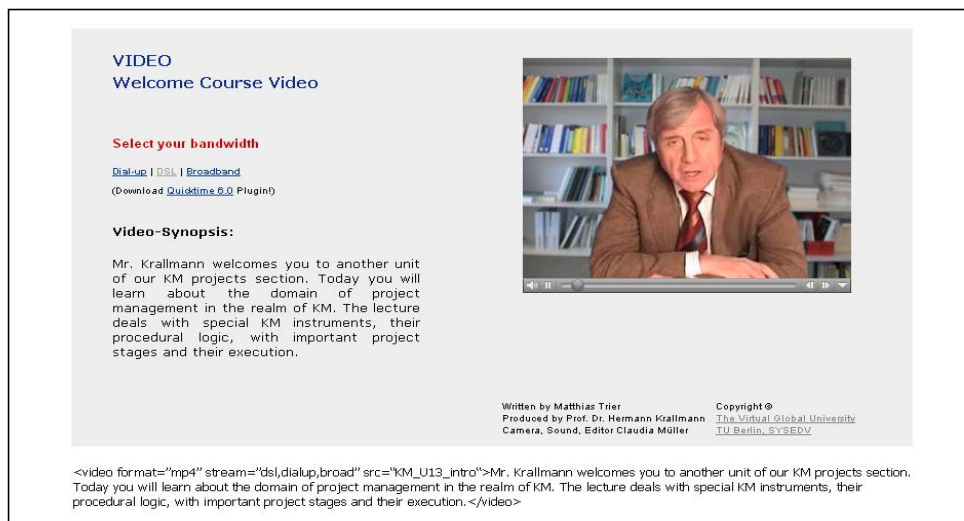 VIDEO
Welcome Course Video
Select your bandwidth
Dial-up | DSL | Broadband
(Download Quicktime 6.0 Plugin!)
Video-Synopsis:
Mr. Krallmann welcomes you to another unit
of our KM projects section. Today you will
learn about the domain of project
management in the realm of KM. The lecture
deals with special KM instruments, their
procedural logic, with important project
stages and their execution.
Written by Matthias Trier
Produced by Prof. Dr. Hermann Krallmann
Camera, Sound, Editor Claudia Müller
Copyright ©
The Virtual Global University
TU Berlin, SYSEDV
<video format=”mp4” stream=”dsl,dialup,broad” src=“KM_U13_intro“>Mr. Krallmann welcomes you to another unit of our KM projects section.
Today you will learn about the domain of project management in the realm of KM. The lecture deals with special KM instruments, their
procedural logic, with important project stages and their execution.</video>